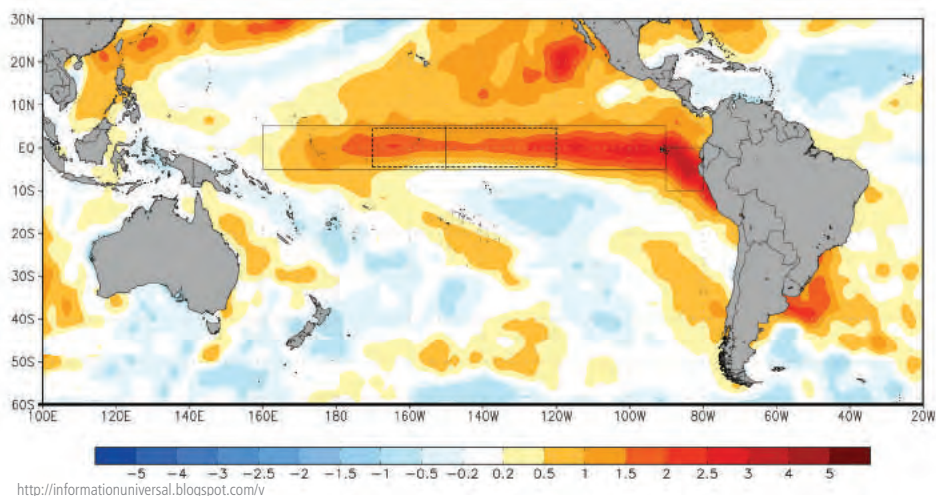 30N
20N
10N
EQ
10S
20S
30S
40S
50S
60S
100E 120E 140E 160E 180 160W 140W 120W 100W 80W 60W 40W 20W
-5 -4 -3 -2.5 -2 -1.5 -1 -0.5 -0.2 0.2 0.5 1 1.5 2 2.5 3 4 5
http://informationuniversal.blogspot.com/v